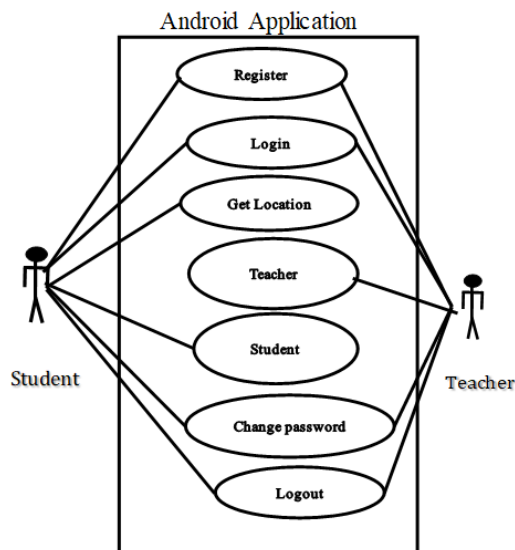 Android Application
Register
Login
Get Location
Teacher
Student
Student
Teacher
Change password
Logout